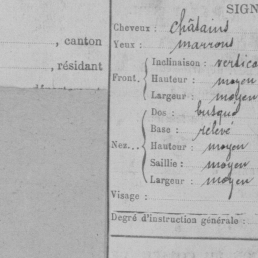 SIGN
Cheveux : châtains
, canton
Yeux : marrons
, résidant
Front. Inclinaison : vertica
Hauteur : moyen
Largeur : moyen
Nez... Dos : busqué
Base : relevé
Hauteur : moyen
Saillie : moyen
Largeur : moyen
Visage :
Degré d'instruction générale :